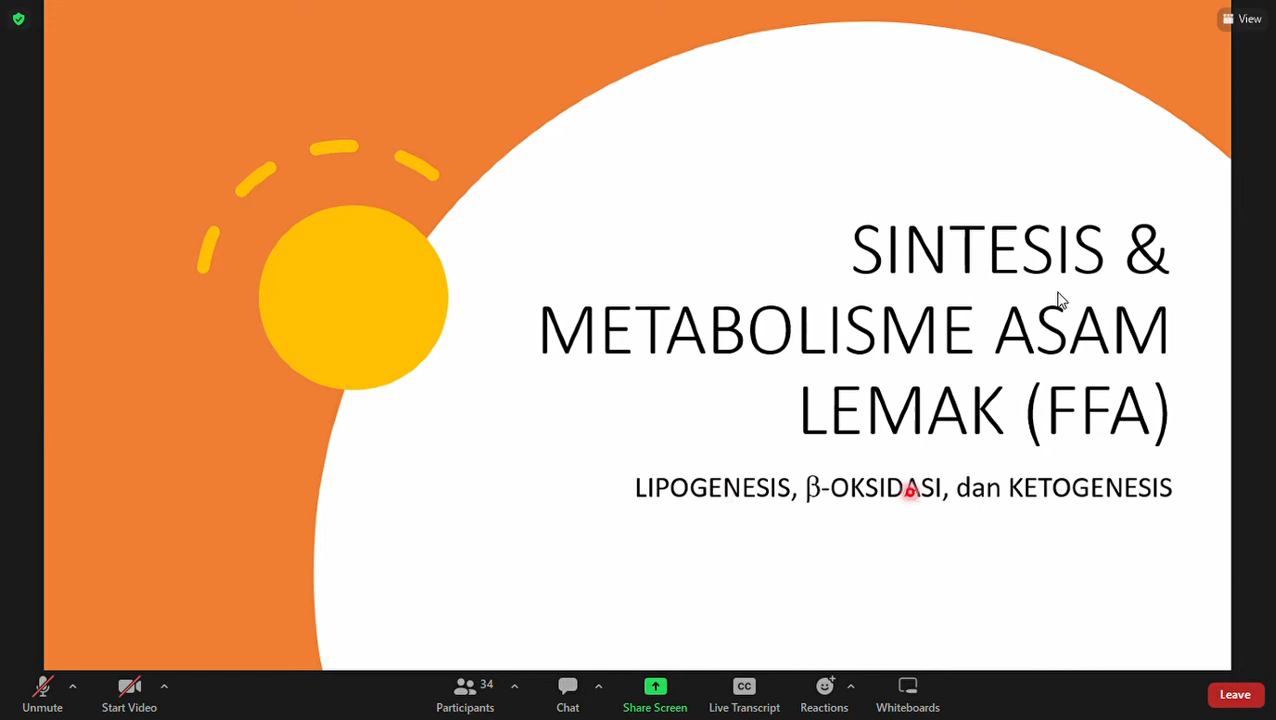 View
SINTESIS &
METABOLISME ASAM
LEMAK (FFA)
LIPOGENESIS, β-OKSIDASI, dan KETOGENESIS
Unmute
Start Video
34
Participants
Chat
Share Screen
CC
Live Transcript
Reactions
Whiteboards
Leave